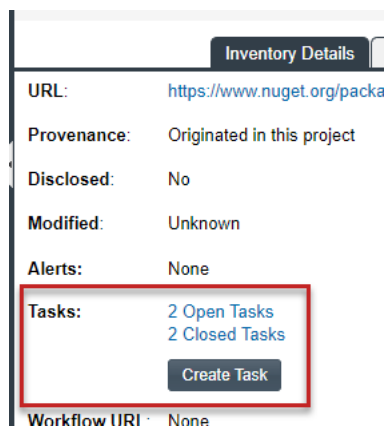 Inventory Details
URL: https://www.nuget.org/packa
Provenance: Originated in this project
Disclosed: No
Modified: Unknown
Alerts: None
Tasks: 2 Open Tasks
2 Closed Tasks
Create Task
Workflow URL: None